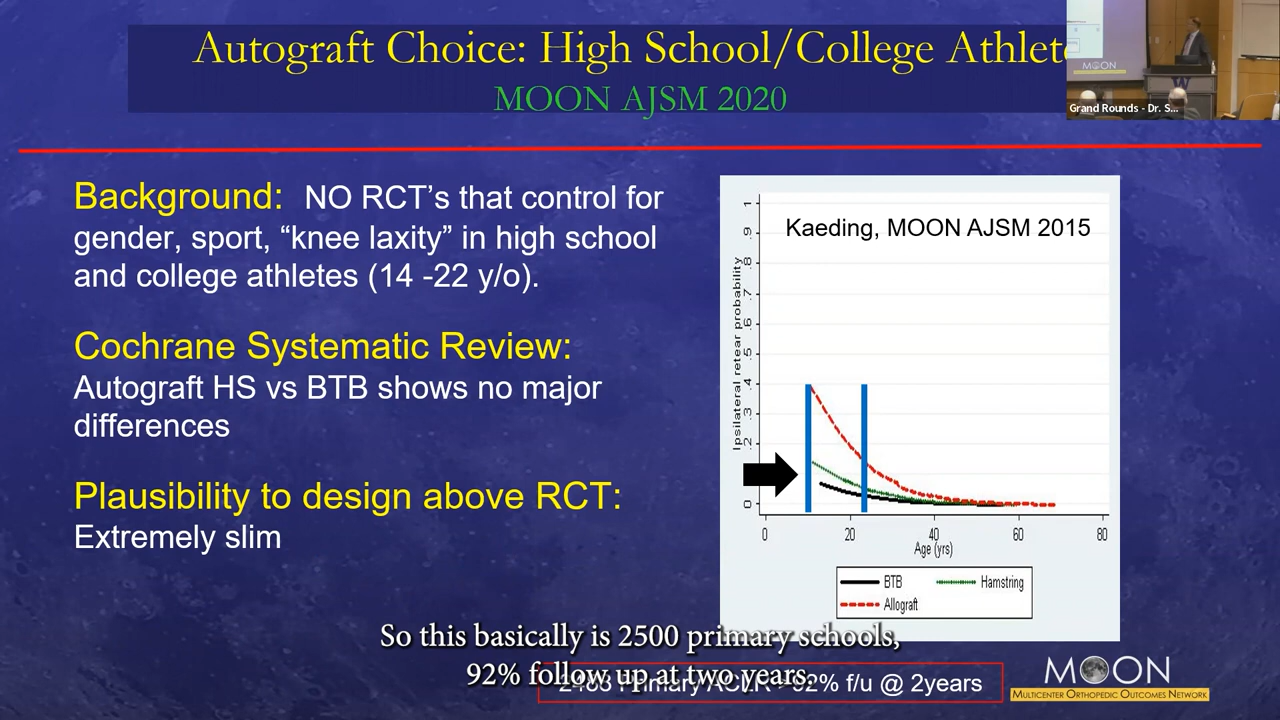 Autograft Choice: High School/College Athlet
MOON AJSM 2020
MOON
Grand Rounds - Dr. S...
Background: NO RCT's that control for
gender, sport, “knee laxity” in high school
and college athletes (14 -22 y/o).
Cochrane Systematic Review:
Autograft HS vs BTB shows no major
differences
Plausibility to design above RCT:
Extremely slim
Kaeding, MOON AJSM 2015
Ipsilateral retear probability
1
.9
.8
.7
.6
.5
.4
.3
.2
0
0 20 40 60 80
Age (yrs)
BTB Hamstring
Allograft
So this basically is 2500 primary schools,
92% follow up at two years.
2488 Primary ACLR 92% f/u @ 2years
MOON
MULTICENTER ORTHOPEDIC OUTCOMES NETWORK